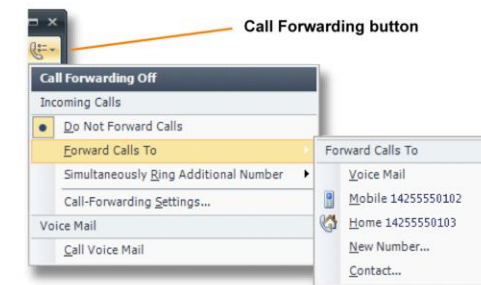 Call Forwarding button
Call Forwarding Off
Incoming Calls
Do Not Forward Calls
Forward Calls To
Simultaneously Ring Additional Number
Call-Forwarding Settings...
Voice Mail
Call Voice Mail
Forward Calls To
Voice Mail
Mobile 14255550102
Home 14255550103
New Number...
Contact...